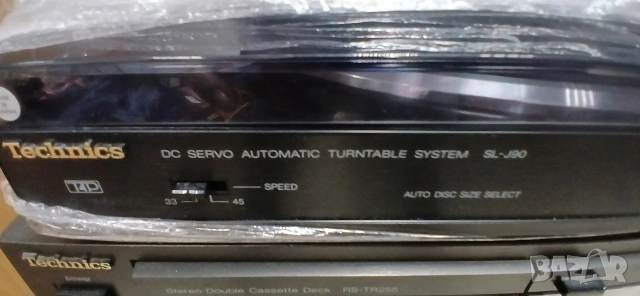 Technics
DC SERVO AUTOMATIC TURNTABLE SYSTEM SL-J90
T4P
SPEED
33 45
AUTO DISC SIZE SELECT
Technics
Stereo Double Cassette Deck RS-TR255
BAZAR